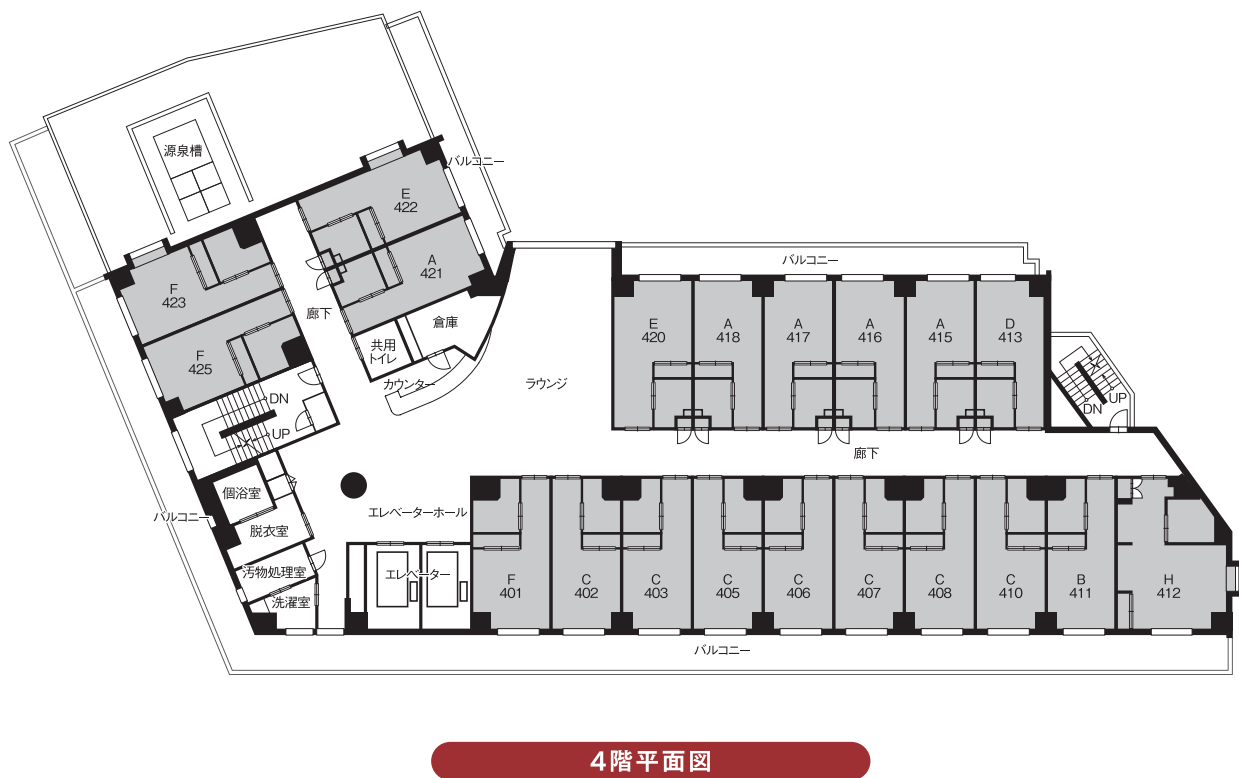 源泉槽
バルコニー
E
422
A
421
F
423
F
425
廊下
倉庫
共用
トイレ
カウンター
ラウンジ
バルコニー
E
420
A
418
A
417
A
416
A
415
D
413
DN
UP
DN
UP
廊下
個浴室
脱衣室
バルコニー
汚物処理室
洗濯室
エレベーターホール
エレベーター
F
401
C
402
C
403
C
405
C
406
C
407
C
408
C
410
B
411
H
412
バルコニー
4階平面図